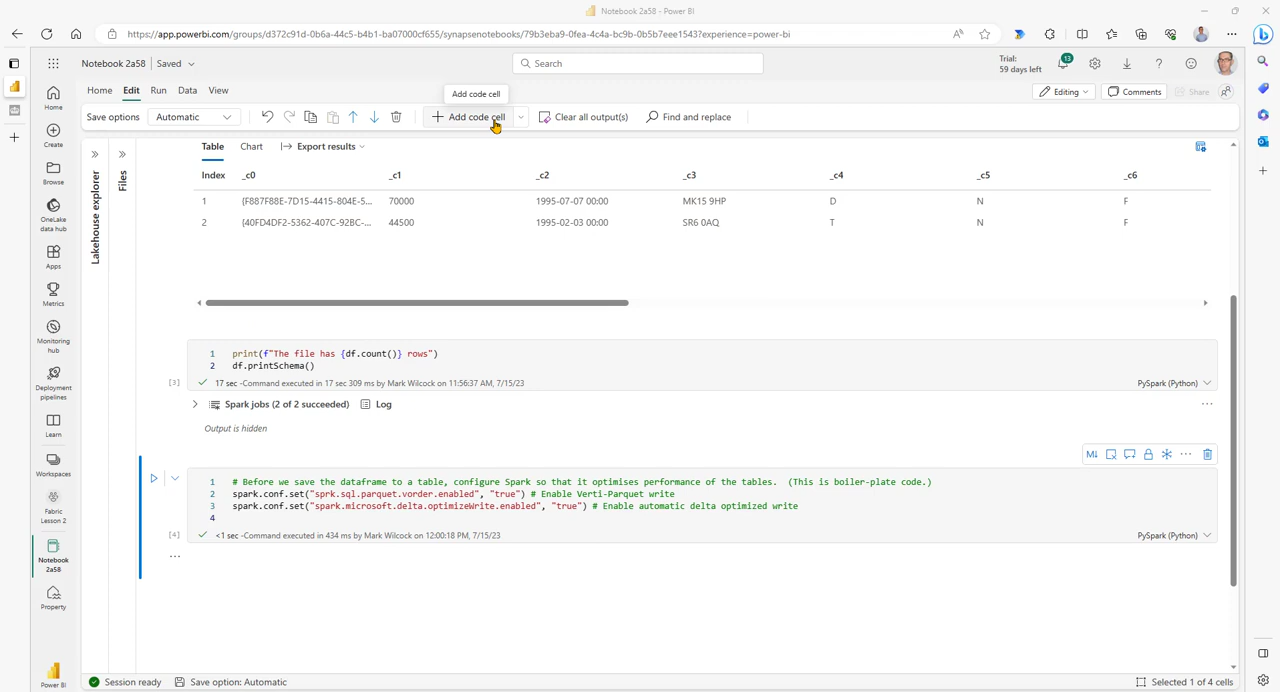 Notebook 2a58 - Power BI
https://app.powerbi.com/groups/d372c91d-0b6a-44c5-b4b1-ba07000cf655/synapsenotebooks/79b3eba9-0fea-4c4a-bc9b-0b5b7eee1543?experience=power-bi
Notebook 2a58 | Saved
Search
Trial:
59 days left
13
Home Edit Run Data View
Add code cell
Editing
Comments
Share
Save options Automatic
Add code cell
Clear all output(s)
Find and replace
Home
Create
Browse
OneLake
data hub
Apps
Metrics
Monitoring
hub
Deployment
pipelines
Learn
Workspaces
Fabric
Lesson 2
Notebook
2a58
Property
Power BI
Lakehouse explorer
Files
Table Chart Export results
Index _c0 _c1 _c2 _c3 _c4 _c5 _c6
1 {F887F88E-7D15-4415-804E-5... 70000 1995-07-07 00:00 MK15 9HP D N F
2 {40FD4DF2-5362-407C-92BC-... 44500 1995-02-03 00:00 SR6 0AQ T N F
1 print(f"The file has {df.count()} rows")
2 df.printSchema()
[3] 17 sec -Command executed in 17 sec 309 ms by Mark Wilcock on 11:56:37 AM, 7/15/23 PySpark (Python)
Spark jobs (2 of 2 succeeded) Log
Output is hidden
M↓
1 # Before we save the dataframe to a table, configure Spark so that it optimises performance of the tables. (This is boiler-plate code.)
2 spark.conf.set("sprk.sql.parquet.vorder.enabled", "true") # Enable Verti-Parquet write
3 spark.conf.set("spark.microsoft.delta.optimizeWrite.enabled", "true") # Enable automatic delta optimized write
4
[4] <1 sec -Command executed in 434 ms by Mark Wilcock on 12:00:18 PM, 7/15/23 PySpark (Python)
Session ready Save option: Automatic Selected 1 of 4 cells